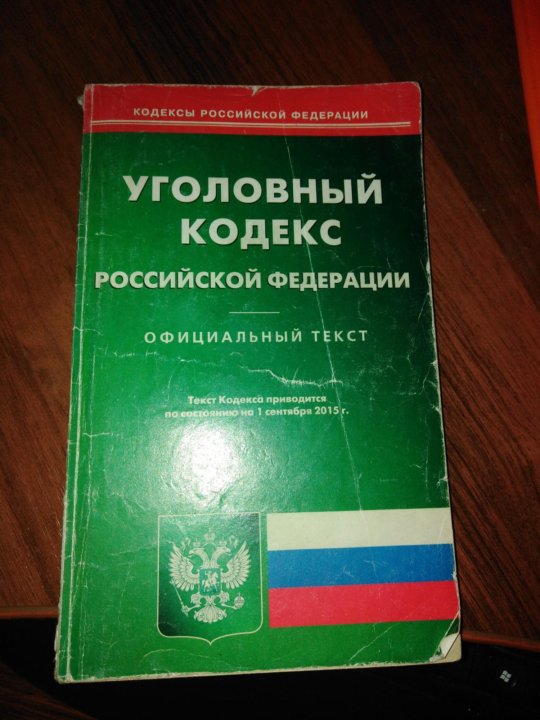 КОДЕКСЫ РОССИЙСКОЙ ФЕДЕРАЦИИ
УГОЛОВНЫЙ
КОДЕКС
РОССИЙСКОЙ ФЕДЕРАЦИИ
ОФИЦИАЛЬНЫЙ ТЕКСТ
Текст Кодекса приводится
по состоянию на 1 сентября 2015 г.